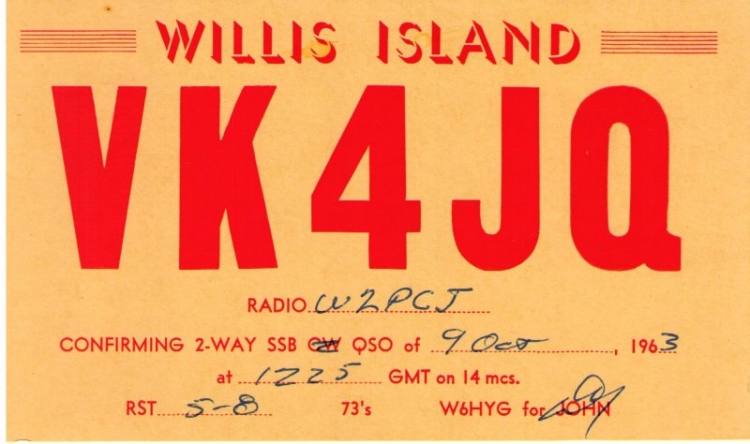 WILLIS ISLAND
VK4JQ
RADIO W2PCJ
CONFIRMING 2-WAY SSB CW QSO of 9 Oct, 1963
at 1225 GMT on 14 mcs.
RST 5-8 73's W6HYG for JOHN